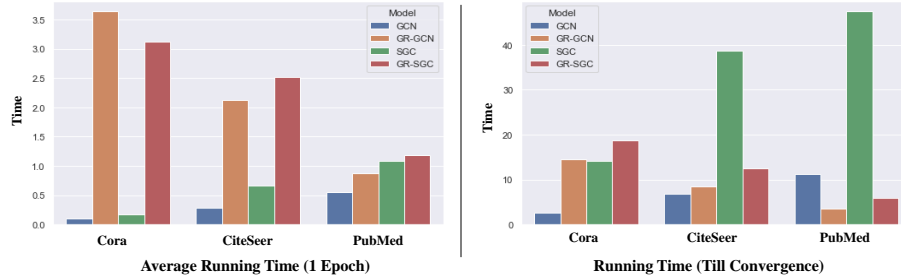 Model
GCN
GR-GCN
SGC
GR-SGC
3.5
3.0
2.5
2.0
1.5
1.0
0.5
0.0
Time
Cora CiteSeer PubMed
Average Running Time (1 Epoch)
Model
GCN
GR-GCN
SGC
GR-SGC
40
30
20
10
0
Time
Cora CiteSeer PubMed
Running Time (Till Convergence)